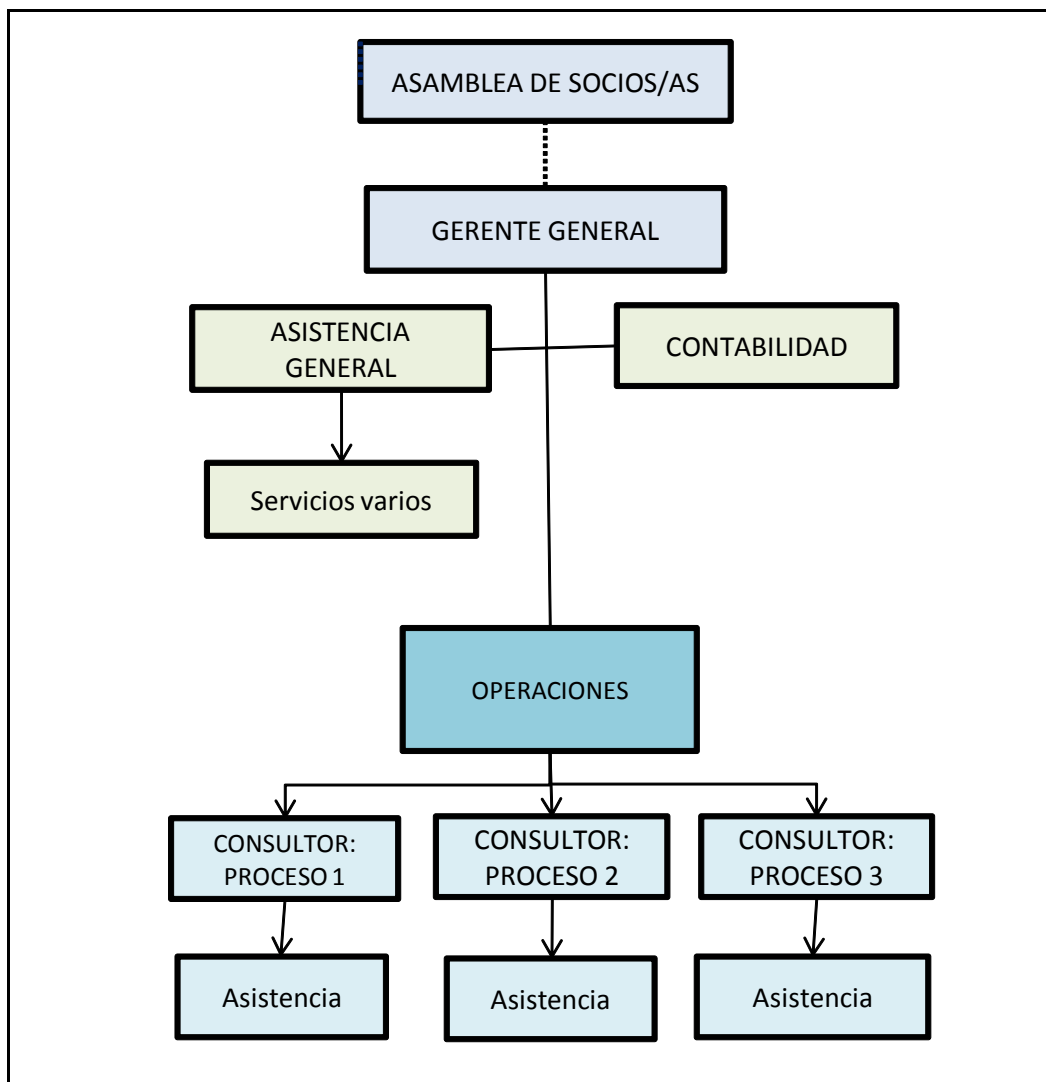 ASAMBLEA DE SOCIOS/AS
GERENTE GENERAL
ASISTENCIA
GENERAL
CONTABILIDAD
Servicios varios
OPERACIONES
CONSULTOR:
PROCESO 1
CONSULTOR:
PROCESO 2
CONSULTOR:
PROCESO 3
Asistencia
Asistencia
Asistencia